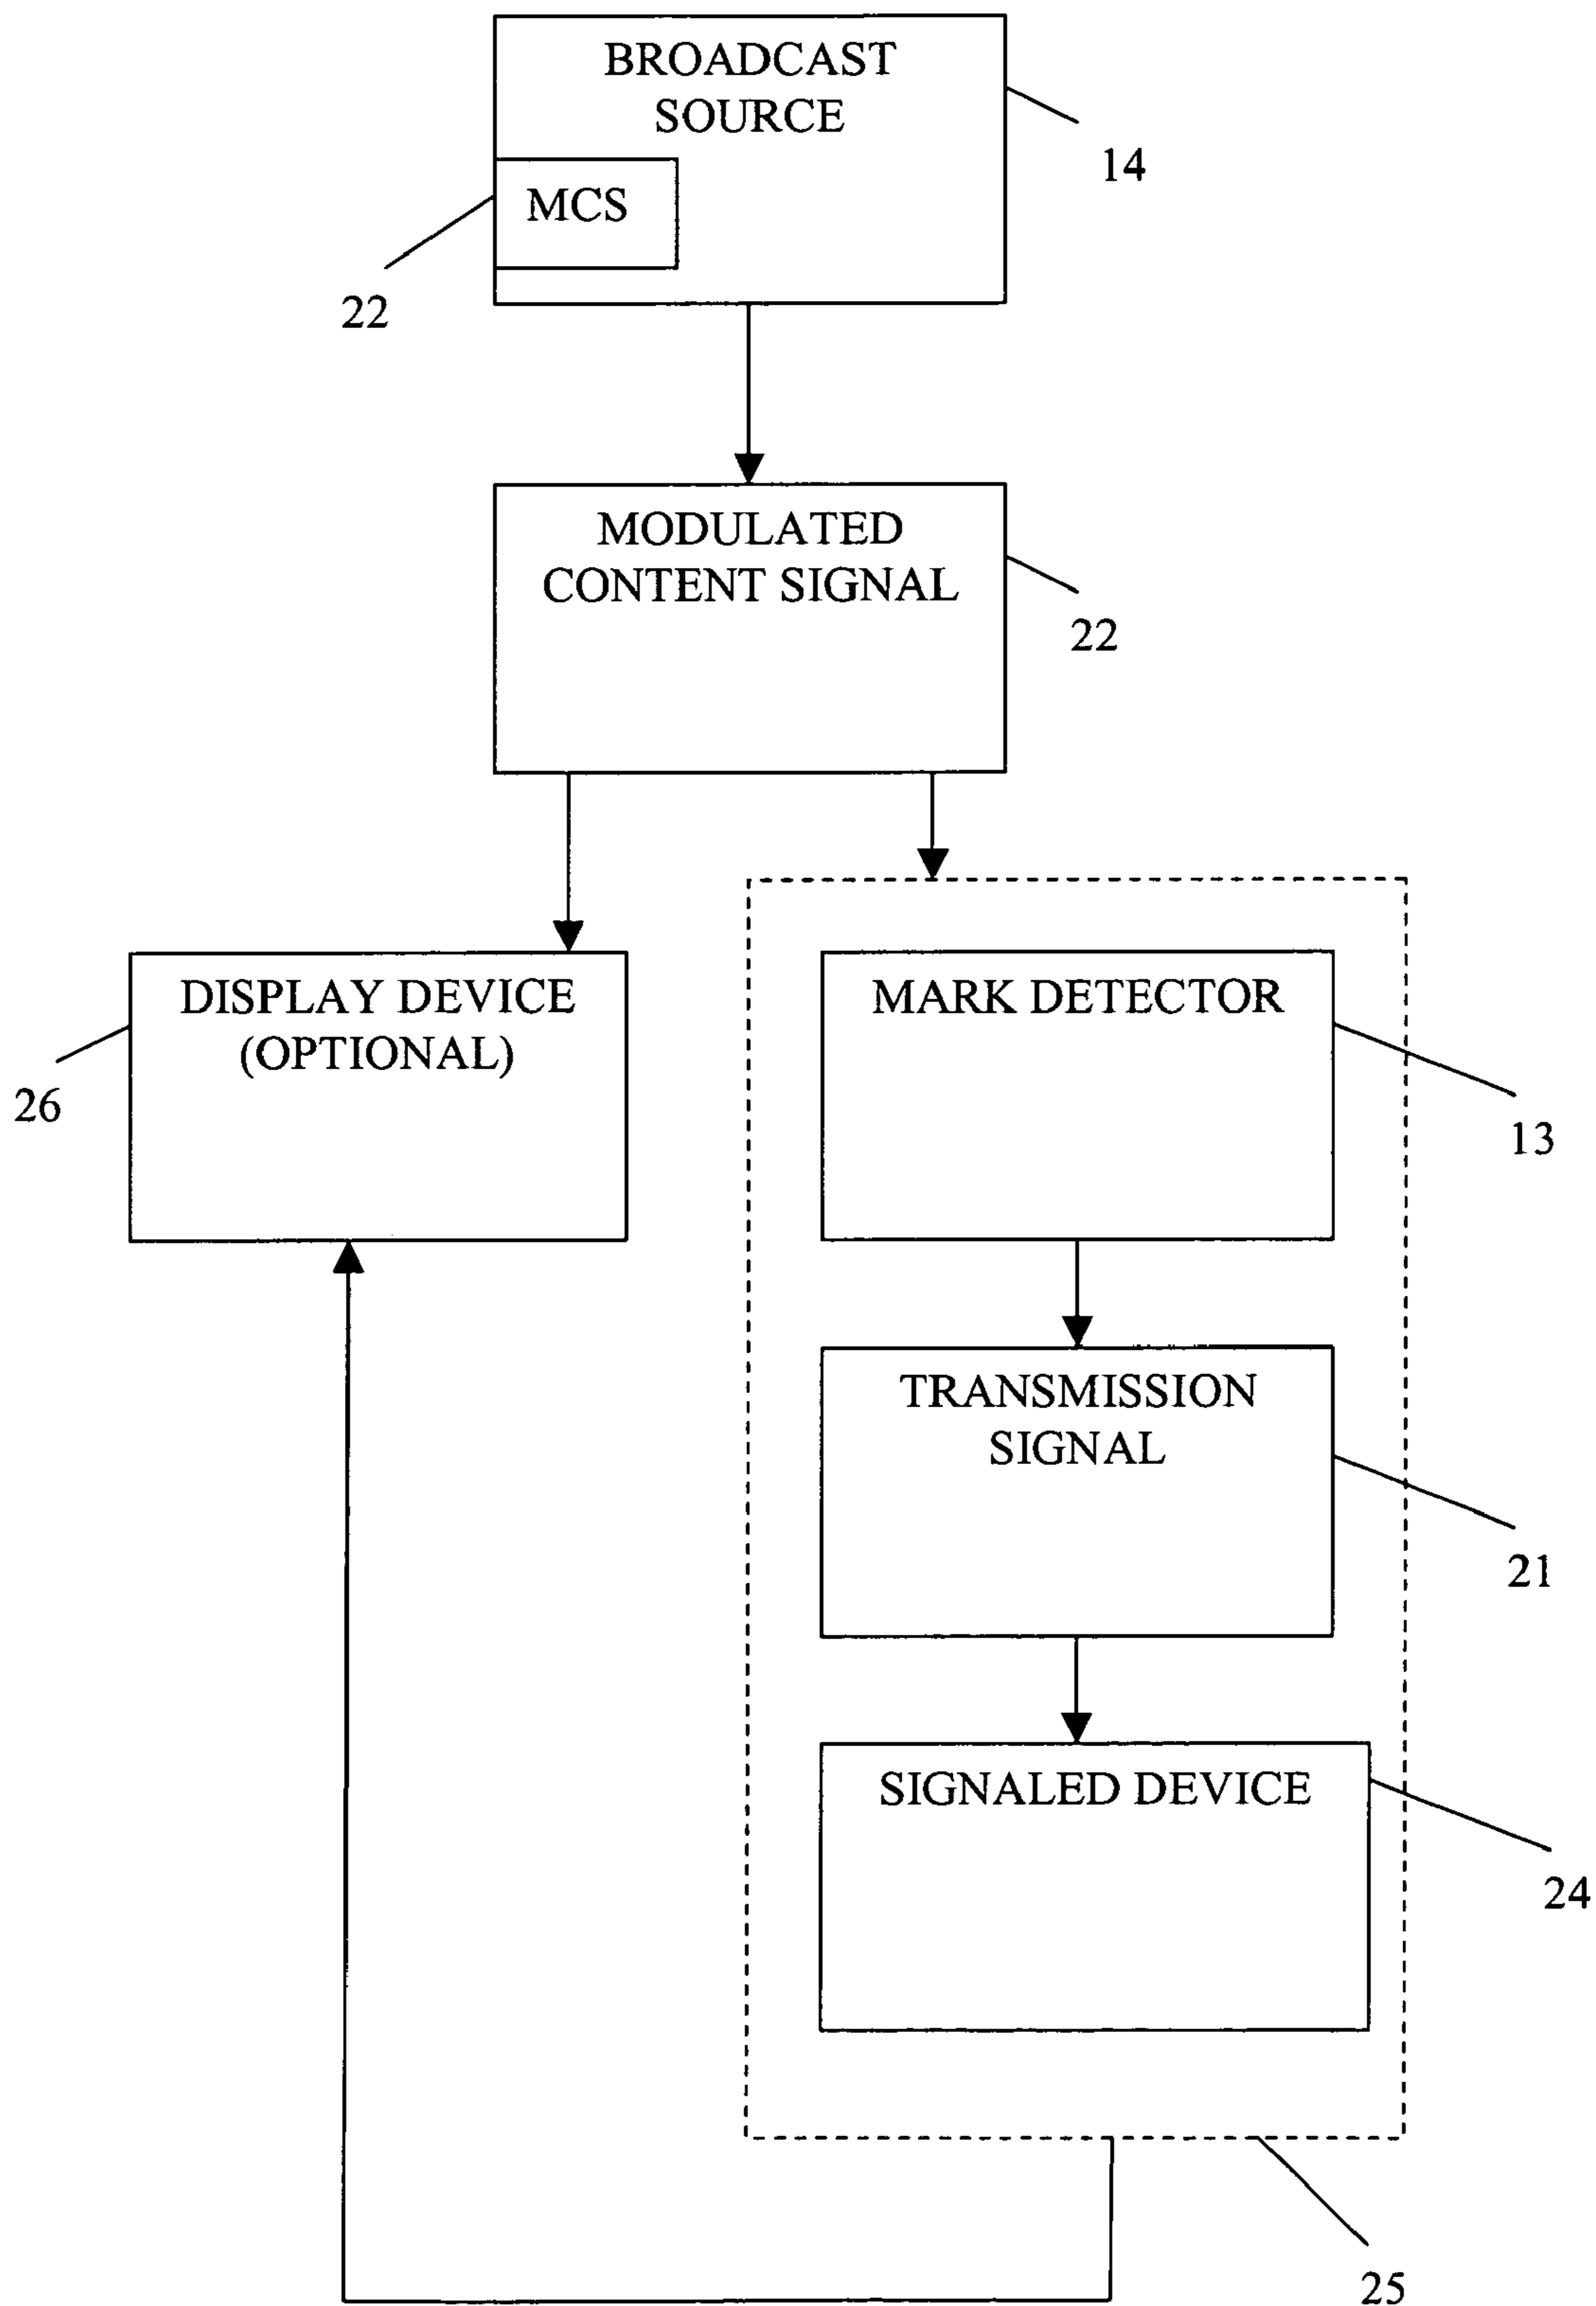 BROADCAST
SOURCE
14
MCS
22
MODULATED
CONTENT SIGNAL
22
DISPLAY DEVICE
(OPTIONAL)
26
MARK DETECTOR
13
TRANSMISSION
SIGNAL
21
SIGNALED DEVICE
24
25